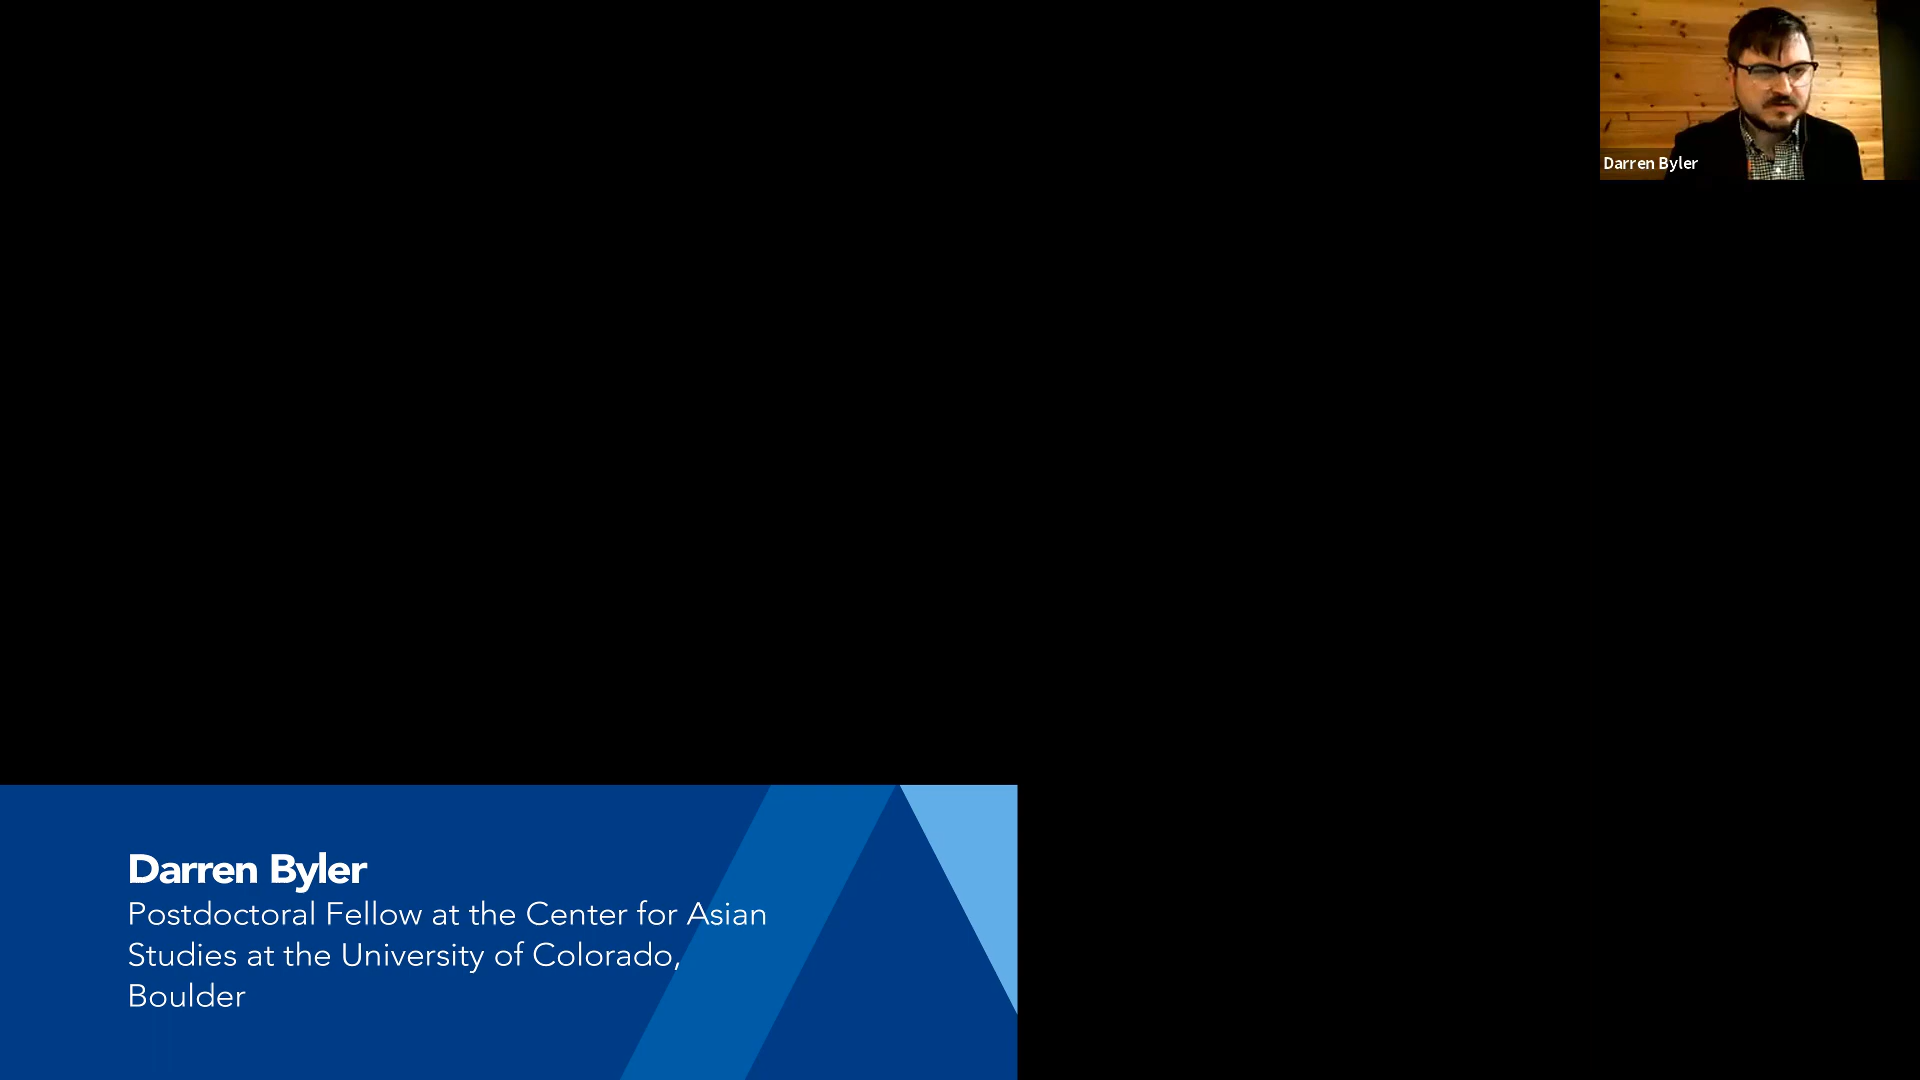 Darren Byler
Darren Byler
Postdoctoral Fellow at the Center for Asian
Studies at the University of Colorado,
Boulder